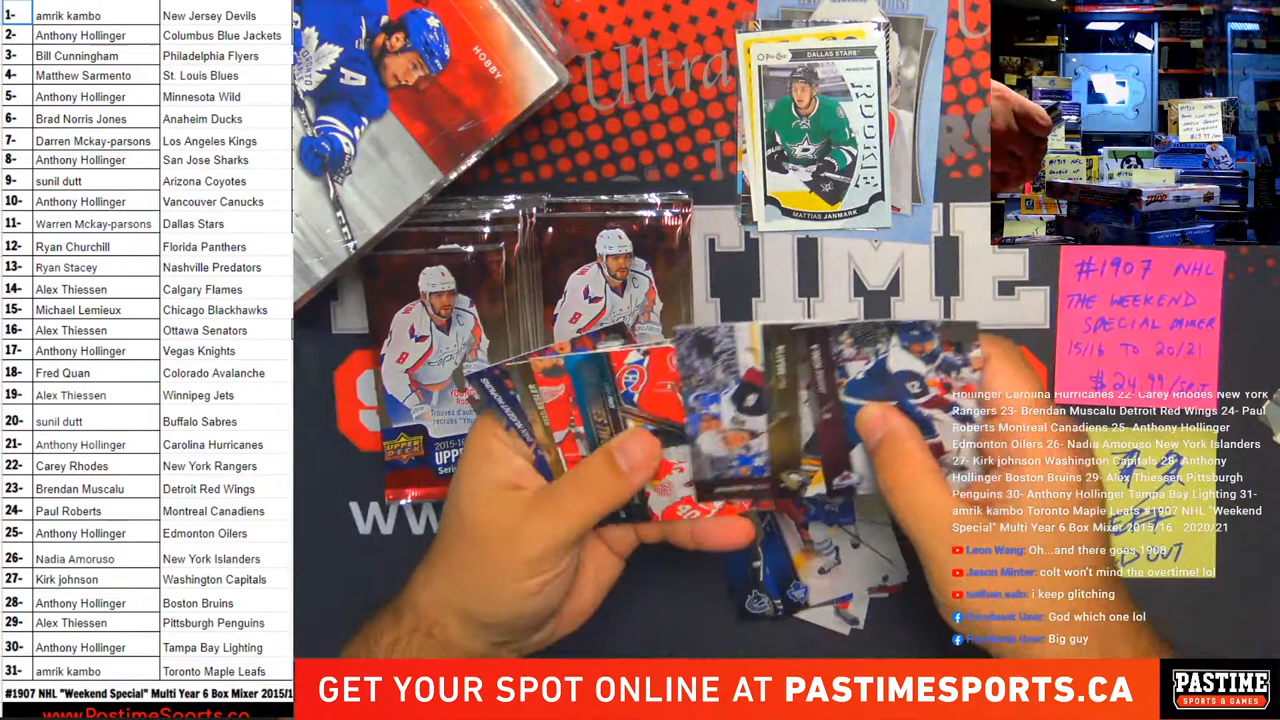 1- amrik kambo New Jersey Devils
2- Anthony Hollinger Columbus Blue Jackets
3- Bill Cunningham Philadelphia Flyers
4- Matthew Sarmento St. Louis Blues
5- Anthony Hollinger Minnesota Wild
6- Brad Norris Jones Anaheim Ducks
7- Darren Mckay-parsons Los Angeles Kings
8- Anthony Hollinger San Jose Sharks
9- sunil dutt Arizona Coyotes
10- Anthony Hollinger Vancouver Canucks
11- Warren Mckay-parsons Dallas Stars
12- Ryan Churchill Florida Panthers
13- Ryan Stacey Nashville Predators
14- Alex Thiessen Calgary Flames
15- Michael Lemieux Chicago Blackhawks
16- Alex Thiessen Ottawa Senators
17- Anthony Hollinger Vegas Knights
18- Fred Quan Colorado Avalanche
19- Alex Thiessen Winnipeg Jets
20- sunil dutt Buffalo Sabres
21- Anthony Hollinger Carolina Hurricanes
22- Carey Rhodes New York Rangers
23- Brendan Muscalu Detroit Red Wings
24- Paul Roberts Montreal Canadiens
25- Anthony Hollinger Edmonton Oilers
26- Nadia Amoruso New York Islanders
27- Kirk johnson Washington Capitals
28- Anthony Hollinger Boston Bruins
29- Alex Thiessen Pittsburgh Penguins
30- Anthony Hollinger Tampa Bay Lighting
31- amrik kambo Toronto Maple Leafs
#1907 NHL "Weekend Special" Multi Year 6 Box Mixer 2015/1
www.PastimeSports.ca
HOBBY
Ultra
DALLAS STARS
ROOKIE
MATTIAS JANMARK
TIME
UPPER DECK
2015-16
#1907 NHL
THE WEEKEND
SPECIAL MIXER
15/16 TO 20/21
$24.99/SPOT
Hollinger Cerolina Hurricanes 22- Carey Rhodes New York
Rangers 23- Brendan Muscalu Detroit Red Wings 24- Paul
Roberts Montreal Canadiens 25- Anthony Hollinger
Edmonton Oilers 26- Nadia Amoruso New York Islanders
27- Kirk johnson Washington Capitals 28- Anthony
Hollinger Boston Bruins 29- Alex Thiessen Pittsburgh
Penguins 30- Anthony Hollinger Tampa Bay Lighting 31-
amrik kambo Toronto Maple Leafs #1907 NHL "Weekend
Special" Multi Year 6 Box Mixer 2015/16 - 2020/21
Leon Wang: Oh...and there goes 1908
Jason Minter: colt won't mind the overtime! lol
i keep glitching
Facebook User: God which one lol
Facebook User: Big guy
GET YOUR SPOT ONLINE AT PASTIMESPORTS.CA
PASTIME
SPORTS & GAMES